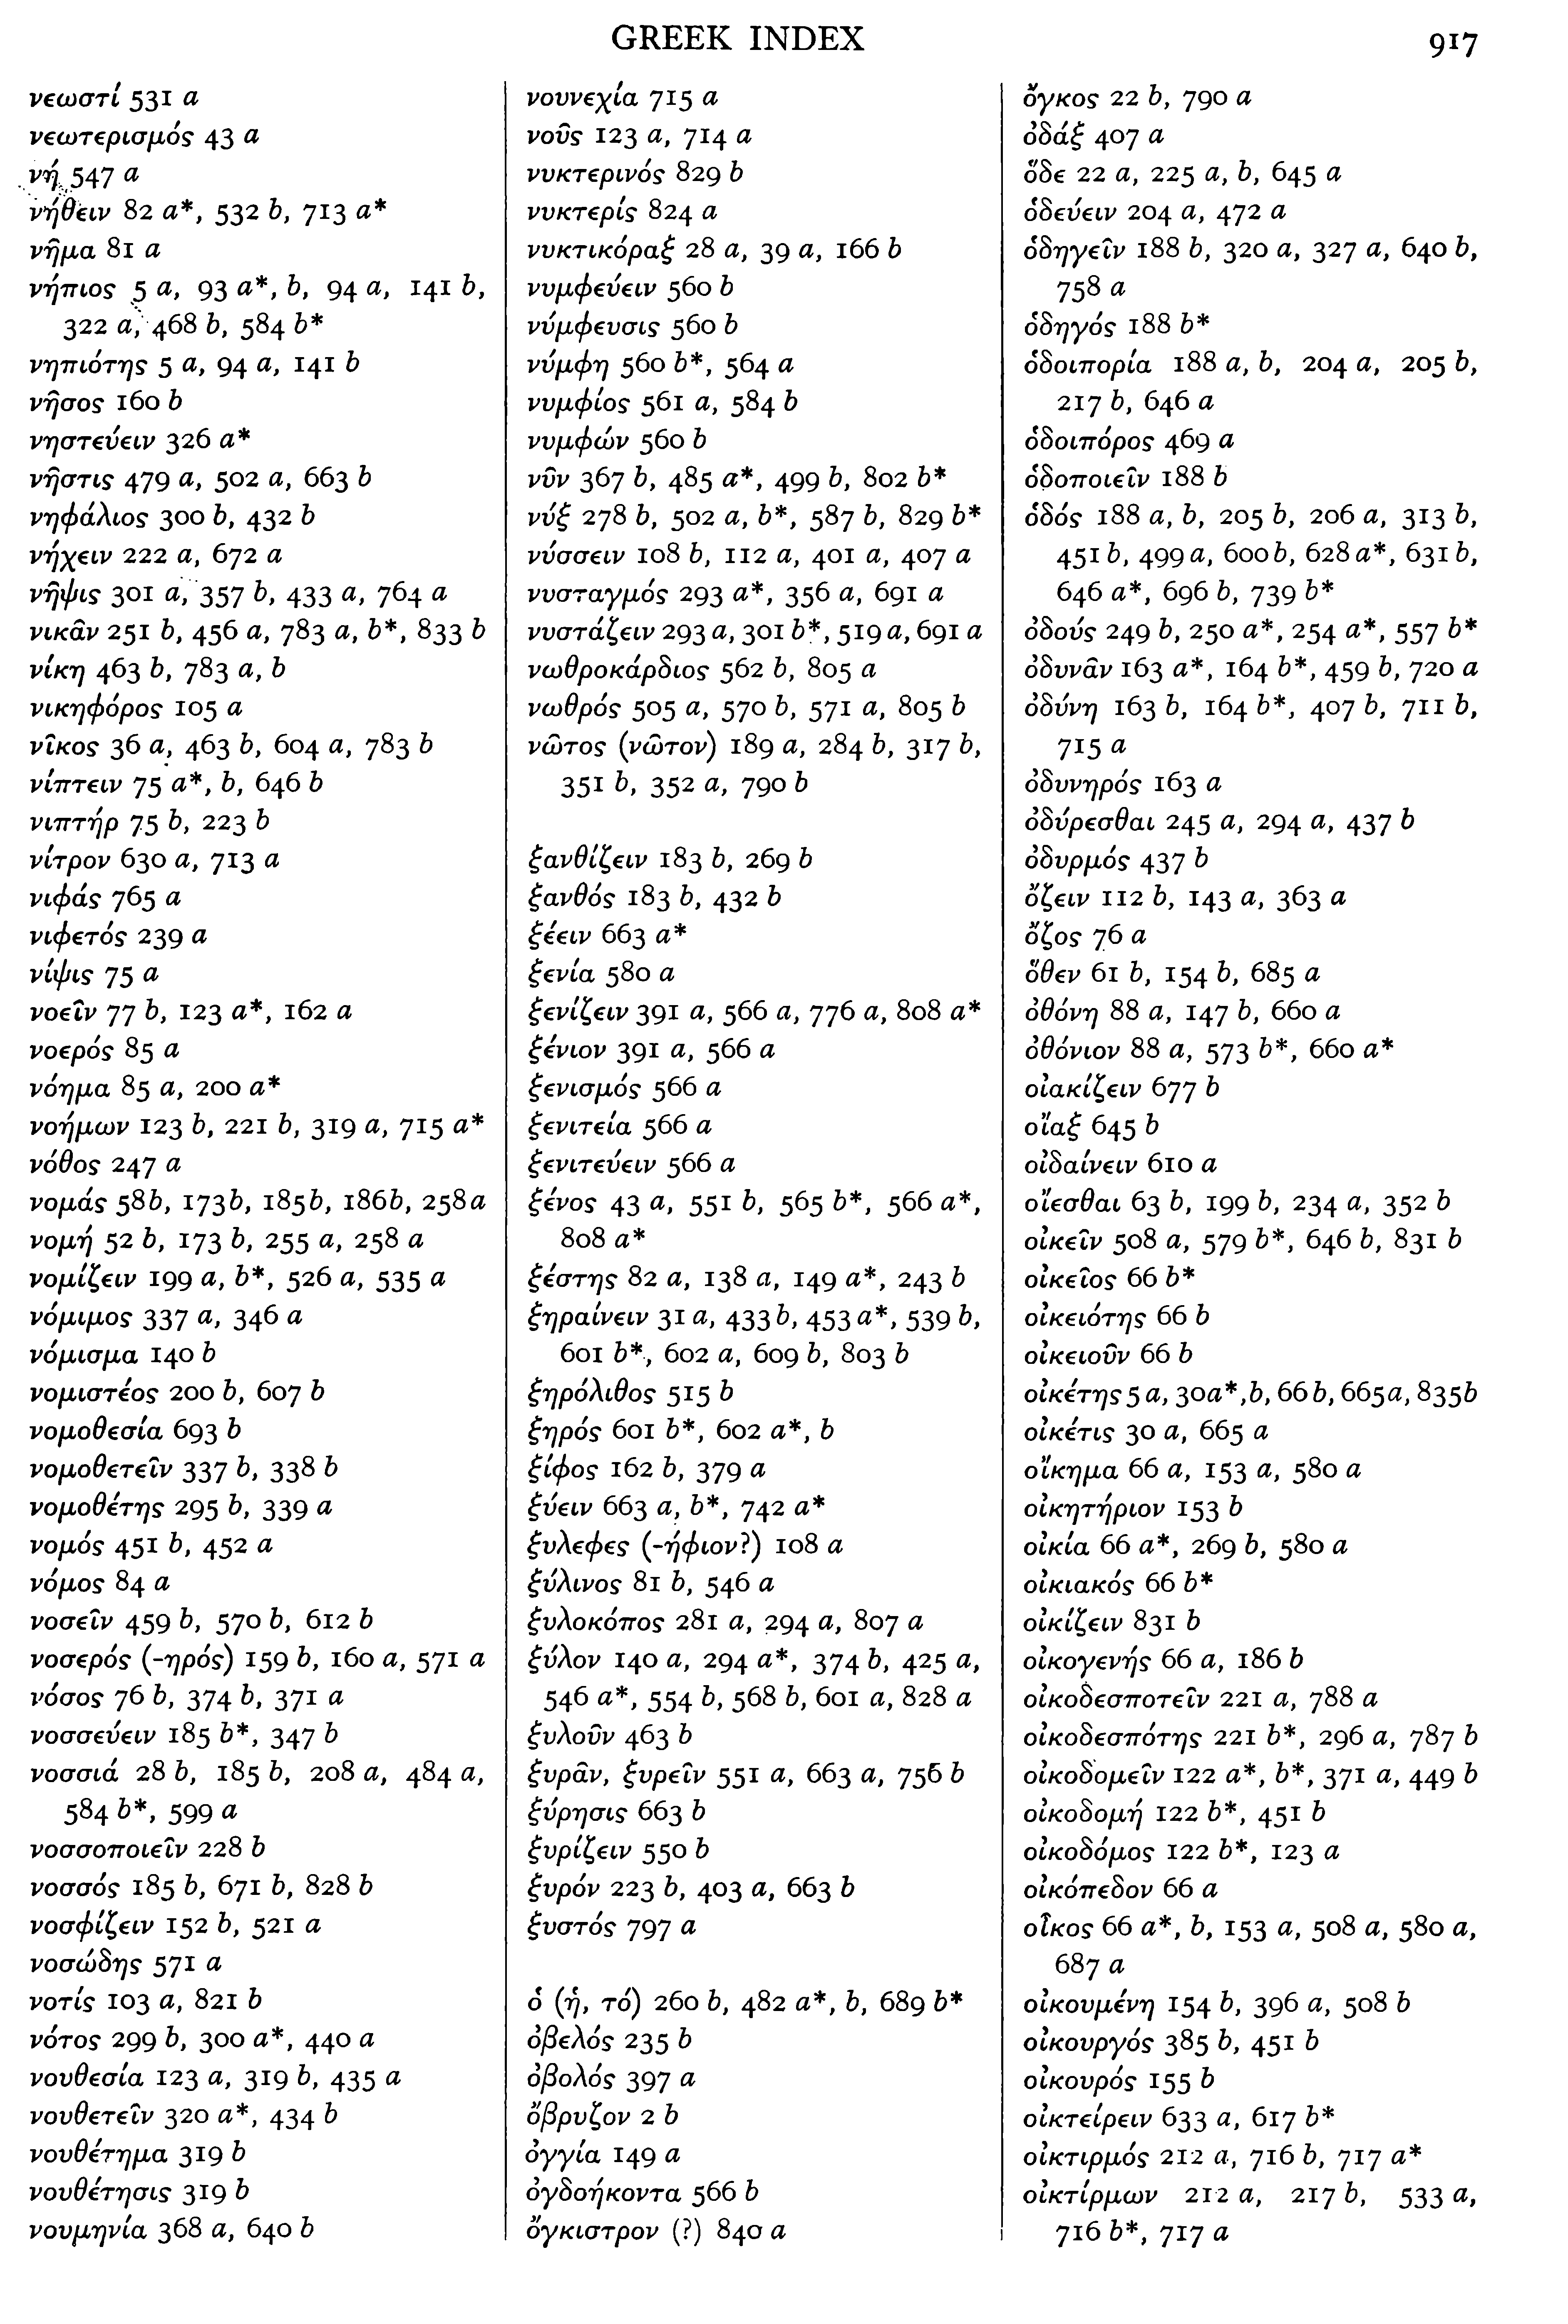 GREEK INDEX
917
νεωστί 531 a
νεωτερισμός 43 a
νή 547 a
νήθειν 82 a*, 532 b, 713 a*
νῆμα 81 a
νήπιος 5 a, 93 a*, b, 94 a, 141 b,
322 a, 468 b, 584 b*
νηπιότης 5 a, 94 a, 141 b
νῆσος 160 b
νηστεύειν 326 a*
νῆστις 479 a, 502 a, 663 b
νηφάλιος 300 b, 432 b
νήχειν 222 a, 672 a
νῆψις 301 a, 357 b, 433 a, 764 a
νικᾶν 251 b, 456 a, 783 a, b*, 833 b
νίκη 463 b, 783 a, b
νικηφόρος 105 a
νῖκος 36 a, 463 b, 604 a, 783 b
νίπτειν 75 a*, b, 646 b
νιπτήρ 75 b, 223 b
νίτρον 630 a, 713 a
νιφάς 765 a
νιφετός 239 a
νίψις 75 a
νοεῖν 77 b, 123 a*, 162 a
νοερός 85 a
νόημα 85 a, 200 a*
νοήμων 123 b, 221 b, 319 a, 715 a*
νόθος 247 a
νομάς 58b, 173b, 185b, 186b, 258a
νομή 52 b, 173 b, 255 a, 258 a
νομίζειν 199 a, b*, 526 a, 535 a
νόμιμος 337 a, 346 a
νόμισμα 140 b
νομιστέος 200 b, 607 b
νομοθεσία 693 b
νομοθετεῖν 337 b, 338 b
νομοθέτης 295 b, 339 a
νομός 451 b, 452 a
νόμος 84 a
νοσεῖν 459 b, 570 b, 612 b
νοσερός (-ηρός) 159 b, 160 a, 571 a
νόσος 76 b, 374 b, 371 a
νοσσεύειν 185 b*, 347 b
νοσσιά 28 b, 185 b, 208 a, 484 a,
584 b*, 599 a
νοσσοποιεῖν 228 b
νοσσός 185 b, 671 b, 828 b
νοσφίζειν 152 b, 521 a
νοσώδης 571 a
νοτίς 103 a, 821 b
νότος 299 b, 300 a*, 440 a
νουθεσία 123 a, 319 b, 435 a
νουθετεῖν 320 a*, 434 b
νουθέτημα 319 b
νουθέτησις 319 b
νουμηνία 368 a, 640 b
νουνεχία 715 a
νοῦς 123 a, 714 a
νυκτερινός 829 b
νυκτερίς 824 a
νυκτικόραξ 28 a, 39 a, 166 b
νυμφεύειν 560 b
νύμφευσις 560 b
νύμφη 560 b*, 564 a
νυμφίος 561 a, 584 b
νυμφών 560 b
νῦν 367 b, 485 a*, 499 b, 802 b*
νύξ 278 b, 502 a, b*, 587 b, 829 b*
νύσσειν 108 b, 112 a, 401 a, 407 a
νυσταγμός 293 a*, 356 a, 691 a
νυστάζειν 293 a, 301 b*, 519 a, 691 a
νωθροκάρδιος 562 b, 805 a
νωθρός 505 a, 570 b, 571 a, 805 b
νῶτος (νῶτον) 189 a, 284 b, 317 b,
351 b, 352 a, 790 b
ξανθίζειν 183 b, 269 b
ξανθός 183 b, 432 b
ξέειν 663 a*
ξενία 580 a
ξενίζειν 391 a, 566 a, 776 a, 808 a*
ξένιον 391 a, 566 a
ξενισμός 566 a
ξενιτεία 566 a
ξενιτεύειν 566 a
ξένος 43 a, 551 b, 565 b*, 566 a*,
808 a*
ξέστης 82 a, 138 a, 149 a*, 243 b
ξηραίνειν 31 a, 433 b, 453 a*, 539 b,
601 b*, 602 a, 609 b, 803 b
ξηρόλιθος 515 b
ξηρός 601 b*, 602 a*, b
ξίφος 162 b, 379 a
ξύειν 663 a, b*, 742 a*
ξυλεφες (-ήφιον?) 108 a
ξύλινος 81 b, 546 a
ξυλοκόπος 281 a, 294 a, 807 a
ξύλον 140 a, 294 a*, 374 b, 425 a,
546 a*, 554 b, 568 b, 601 a, 828 a
ξυλοῦν 463 b
ξυρᾶν, ξυρεῖν 551 a, 663 a, 756 b
ξύρησις 663 b
ξυρίζειν 550 b
ξυρόν 223 b, 403 a, 663 b
ξυστός 797 a
ὁ (ἡ, τό) 260 b, 482 a*, b, 689 b*
ὀβελός 235 b
ὀβολός 397 a
ὄβρυζον 2 b
ὀγγία 149 a
ὀγδοήκοντα 566 b
ὄγκιστρον (?) 840 a
ὄγκος 22 b, 790 a
ὀδάξ 407 a
ὅδε 22 a, 225 a, b, 645 a
ὁδεύειν 204 a, 472 a
ὁδηγεῖν 188 b, 320 a, 327 a, 640 b,
758 a
ὁδηγός 188 b*
ὁδοιπορία 188 a, b, 204 a, 205 b,
217 b, 646 a
ὁδοιπόρος 469 a
ὁδοποιεῖν 188 b
ὁδός 188 a, b, 205 b, 206 a, 313 b,
451 b, 499 a, 600 b, 628 a*, 631 b,
646 a*, 696 b, 739 b*
ὀδούς 249 b, 250 a*, 254 a*, 557 b*
ὀδυνᾶν 163 a*, 164 b*, 459 b, 720 a
ὀδύνη 163 b, 164 b*, 407 b, 711 b,
715 a
ὀδυνηρός 163 a
ὀδύρεσθαι 245 a, 294 a, 437 b
ὀδυρμός 437 b
ὄζειν 112 b, 143 a, 363 a
ὄζος 76 a
ὅθεν 61 b, 154 b, 685 a
ὀθόνη 88 a, 147 b, 660 a
ὀθόνιον 88 a, 573 b*, 660 a*
οἰακίζειν 677 b
οἴαξ 645 b
οἰδαίνειν 610 a
οἴεσθαι 63 b, 199 b, 234 a, 352 b
οἰκεῖν 508 a, 579 b*, 646 b, 831 b
οἰκεῖος 66 b*
οἰκειότης 66 b
οἰκειοῦν 66 b
οἰκέτης 5 a, 30a*,b, 66 b, 665a, 835b
οἰκέτις 30 a, 665 a
οἴκημα 66 a, 153 a, 580 a
οἰκητήριον 153 b
οἰκία 66 a*, 269 b, 580 a
οἰκιακός 66 b*
οἰκίζειν 831 b
οἰκογενής 66 a, 186 b
οἰκοδεσποτεῖν 221 a, 788 a
οἰκοδεσπότης 221 b*, 296 a, 787 b
οἰκοδομεῖν 122 a*, b*, 371 a, 449 b
οἰκοδομή 122 b*, 451 b
οἰκοδόμος 122 b*, 123 a
οἰκόπεδον 66 a
οἶκος 66 a*, b, 153 a, 508 a, 580 a,
687 a
οἰκουμένη 154 b, 396 a, 508 b
οἰκουργός 385 b, 451 b
οἰκουρός 155 b
οἰκτείρειν 633 a, 617 b*
οἰκτιρμός 212 a, 716 b, 717 a*
οἰκτίρμων 212 a, 217 b, 533 a,
716 b*, 717 a